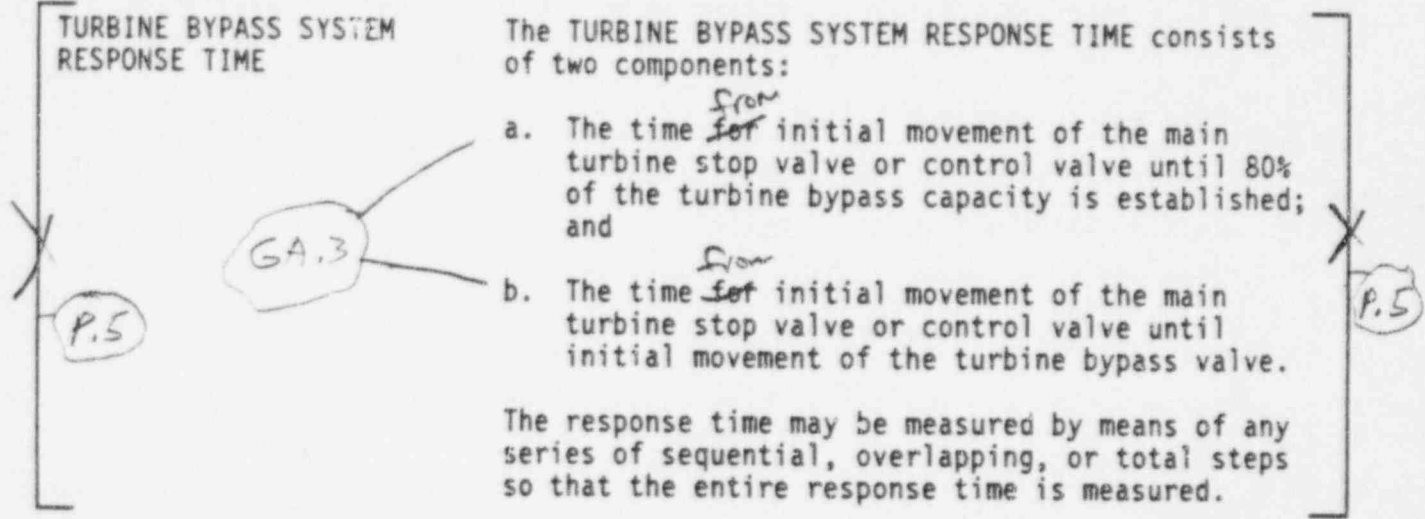 TURBINE BYPASS SYSTEM
RESPONSE TIME
The TURBINE BYPASS SYSTEM RESPONSE TIME consists
of two components:
from
a. The time for initial movement of the main
turbine stop valve or control valve until 80%
of the turbine bypass capacity is established;
and
GA.3
from
b. The time for initial movement of the main
turbine stop valve or control valve until
initial movement of the turbine bypass valve.
P.5
P.5
The response time may be measured by means of any
series of sequential, overlapping, or total steps
so that the entire response time is measured.